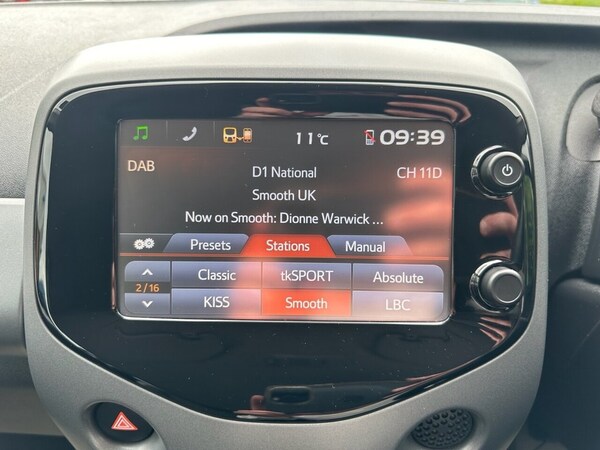 11°C 09:39
DAB D1 National CH 11D
Smooth UK
Now on Smooth: Dionne Warwick ...
Presets Stations Manual
Classic tkSPORT Absolute
2/16
KISS Smooth LBC